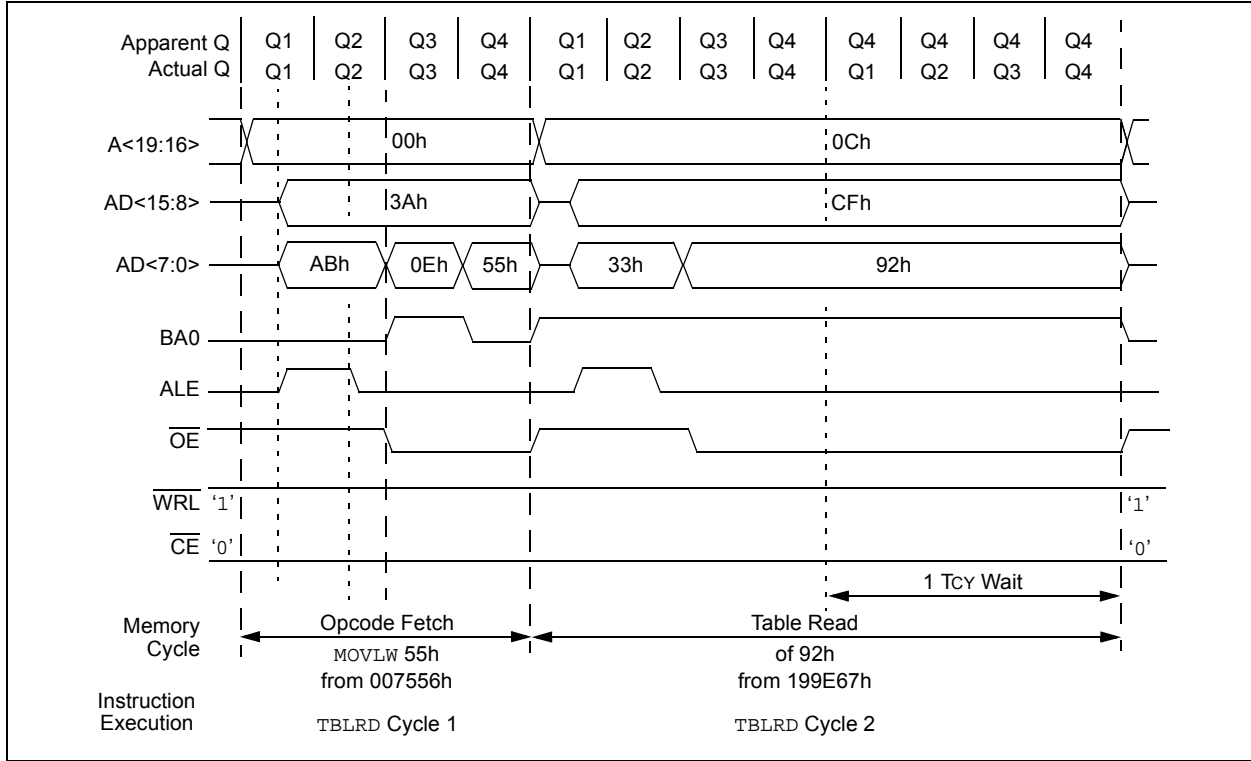 Apparent Q Q1 Q2 Q3 Q4 Q1 Q2 Q3 Q4 Q4 Q4 Q4 Q4
Actual Q Q1 Q2 Q3 Q4 Q1 Q2 Q3 Q4 Q1 Q2 Q3 Q4
A<19:16> 00h 0Ch
AD<15:8> 3Ah CFh
AD<7:0> ABh 0Eh 55h 33h 92h
BA0
ALE
OE
WRL '1' '1'
CE '0' '0'
1 TCY Wait
Memory Cycle Opcode Fetch Table Read
MOVLW 55h of 92h
from 007556h from 199E67h
Instruction Execution TBLRD Cycle 1 TBLRD Cycle 2